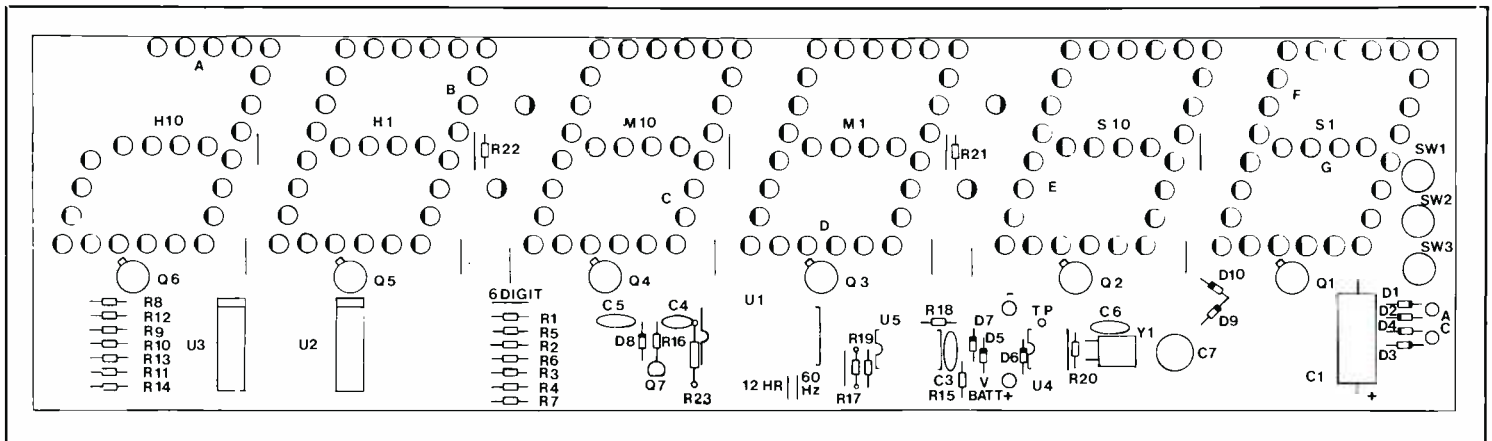 A
B
F
H10
H1
M10
M1
S10
S1
R22
R21
G
SW1
C
E
SW2
D
SW3
Q6
Q5
Q4
Q3
Q2
Q1
D10
D9
R8
R12
R9
R10
R13
R11
R14
U3
U2
6 DIGIT
R1
R5
R2
R6
R3
R4
R7
C5
C4
D8
R16
Q7
R23
U1
12 HR
60
Hz
R19
R17
U5
R18
C3
R15
D7
D5
V
BATT+
-
D6
TP
U4
R20
C6
Y1
C7
C1
+
D1
D2
D4
D3
A
C